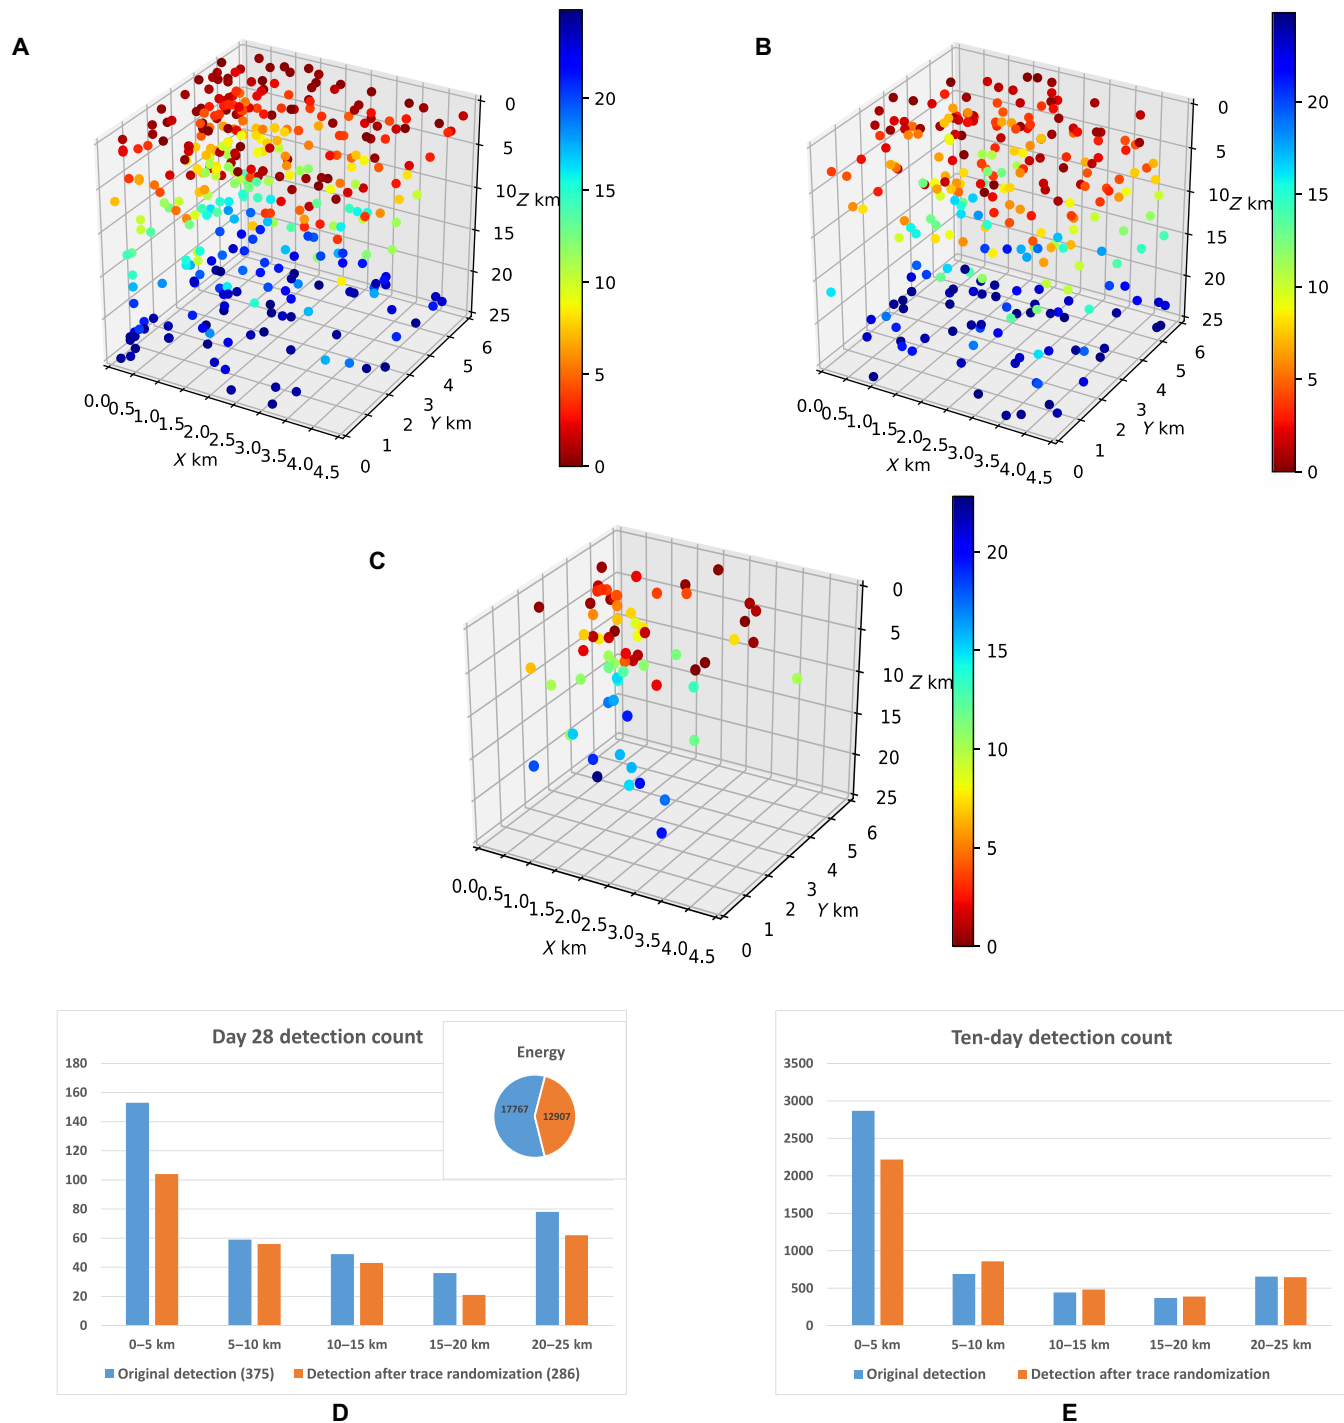 A
0
5
10
15
20
25
Z km
0.0 0.5 1.0 1.5 2.0 2.5 3.0 3.5 4.0 4.5
X km
0 1 2 3 4 5 6
Y km
20
15
10
5
0
B
0
5
10
15
20
25
Z km
0.0 0.5 1.0 1.5 2.0 2.5 3.0 3.5 4.0 4.5
X km
0 1 2 3 4 5 6
Y km
20
15
10
5
0
C
0
5
10
15
20
25
Z km
0.0 0.5 1.0 1.5 2.0 2.5 3.0 3.5 4.0 4.5
X km
0 1 2 3 4 5 6
Y km
20
15
10
5
0
Day 28 detection count
180
160
140
120
100
80
60
40
20
0
Energy
17767
12907
0–5 km 5–10 km 10–15 km 15–20 km 20–25 km
Original detection (375) Detection after trace randomization (286)
D
Ten-day detection count
3500
3000
2500
2000
1500
1000
500
0
0–5 km 5–10 km 10–15 km 15–20 km 20–25 km
Original detection Detection after trace randomization
E